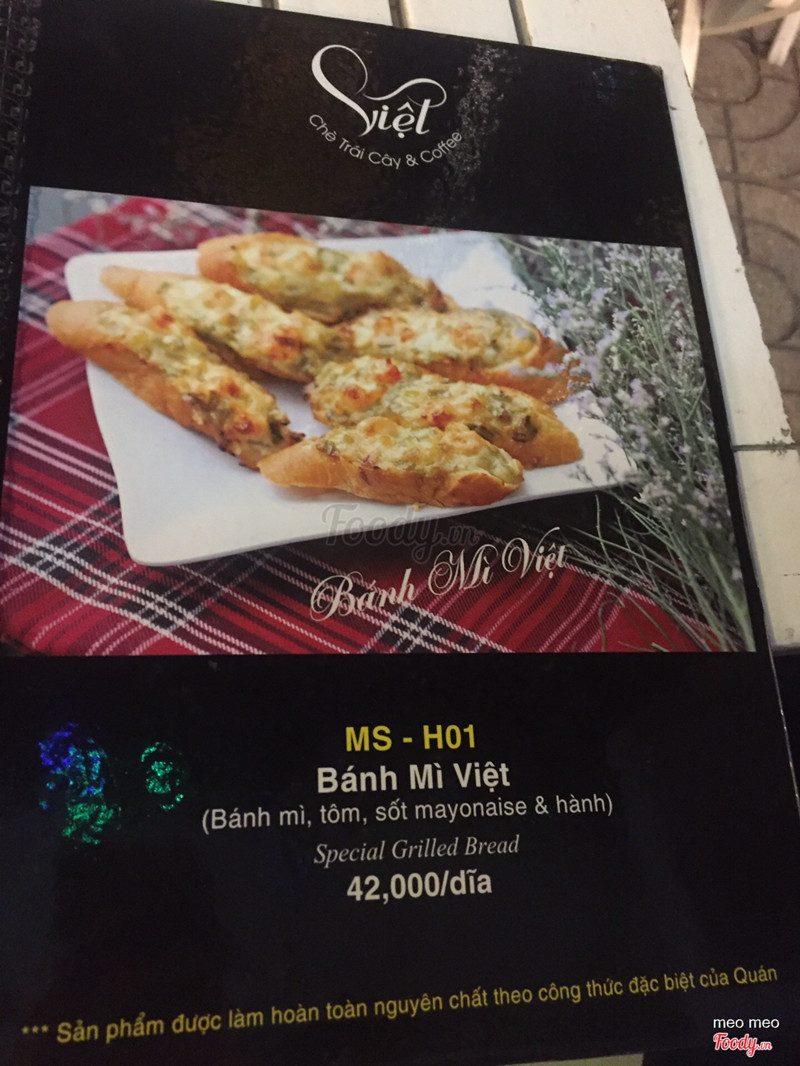 Việt
Chè Trái Cây & Coffee
Foody.vn
Bánh Mì Việt
MS - H01
Bánh Mì Việt
(Bánh mì, tôm, sốt mayonaise & hành)
Special Grilled Bread
42,000/dĩa
*** Sản phẩm được làm hoàn toàn nguyên chất theo công thức đặc biệt của Quán
meo meo
Foody.vn